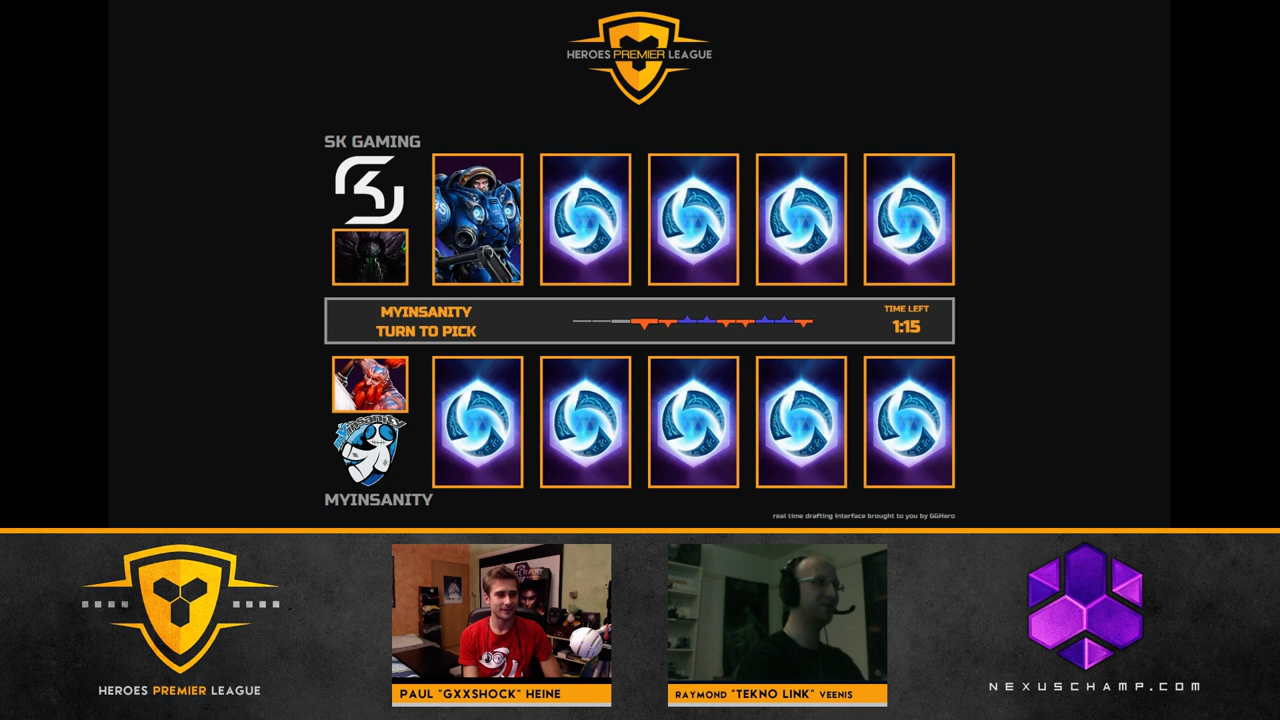 HEROES PREMIER LEAGUE
SK GAMING
MYINSANITY
TURN TO PICK
TIME LEFT
1:15
MYinsanity
MYINSANITY
real time drafting interface brought to you by GGHero
HEROES PREMIER LEAGUE
PAUL "GXXSHOCK" HEINE
RAYMOND "TEKNO LINK" VEENIS
NEXUSCHAMP.COM